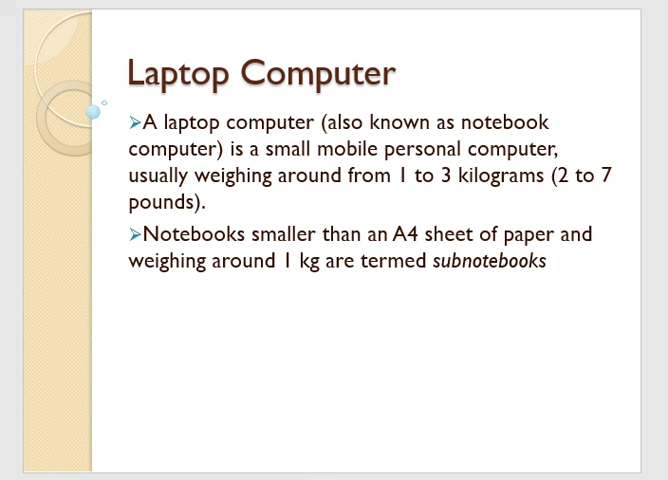 Laptop Computer
➢A laptop computer (also known as notebook
computer) is a small mobile personal computer,
usually weighing around from 1 to 3 kilograms (2 to 7
pounds).
➢Notebooks smaller than an A4 sheet of paper and
weighing around 1 kg are termed subnotebooks